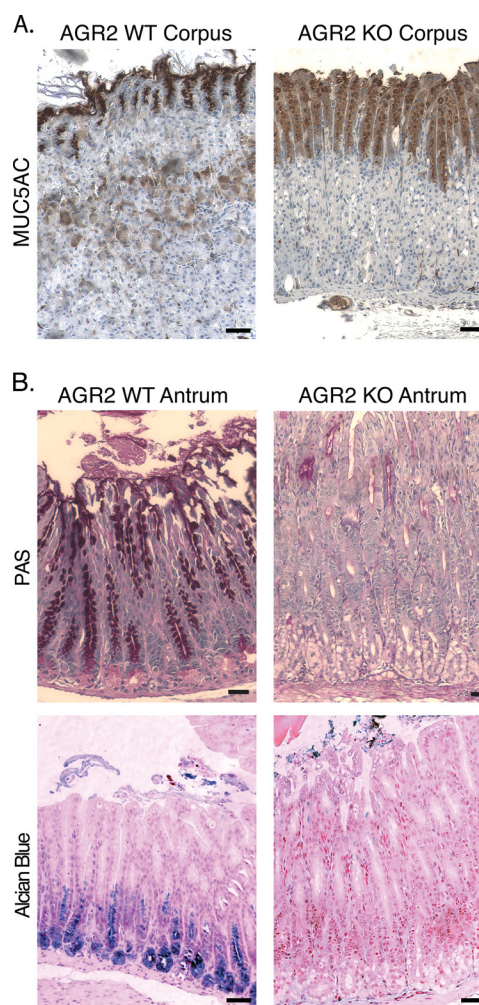 A.
AGR2 WT Corpus
AGR2 KO Corpus
MUC5AC
B.
AGR2 WT Antrum
AGR2 KO Antrum
PAS
Alcian Blue